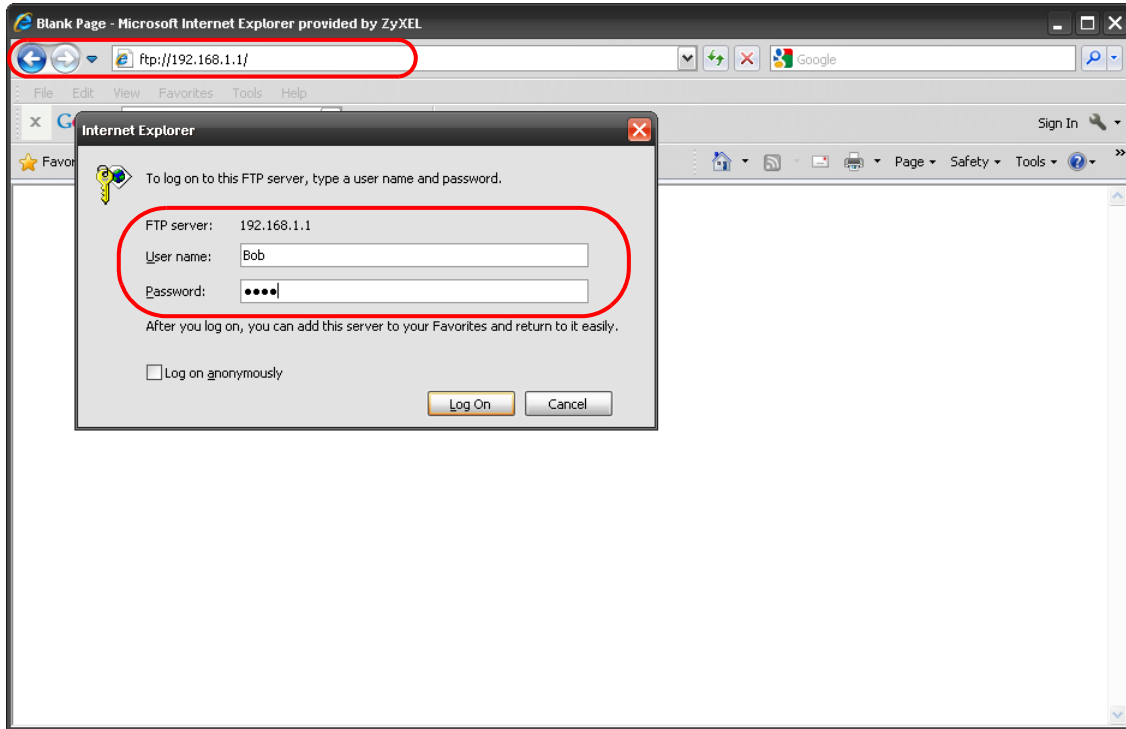 Blank Page - Microsoft Internet Explorer provided by ZyXEL
ftp://192.168.1.1/
Google
File Edit View Favorites Tools Help
x G
Sign In
Favor
Page Safety Tools
Internet Explorer
To log on to this FTP server, type a user name and password.
FTP server: 192.168.1.1
User name: Bob
Password: ●●●●
After you log on, you can add this server to your Favorites and return to it easily.
Log on anonymously
Log On Cancel